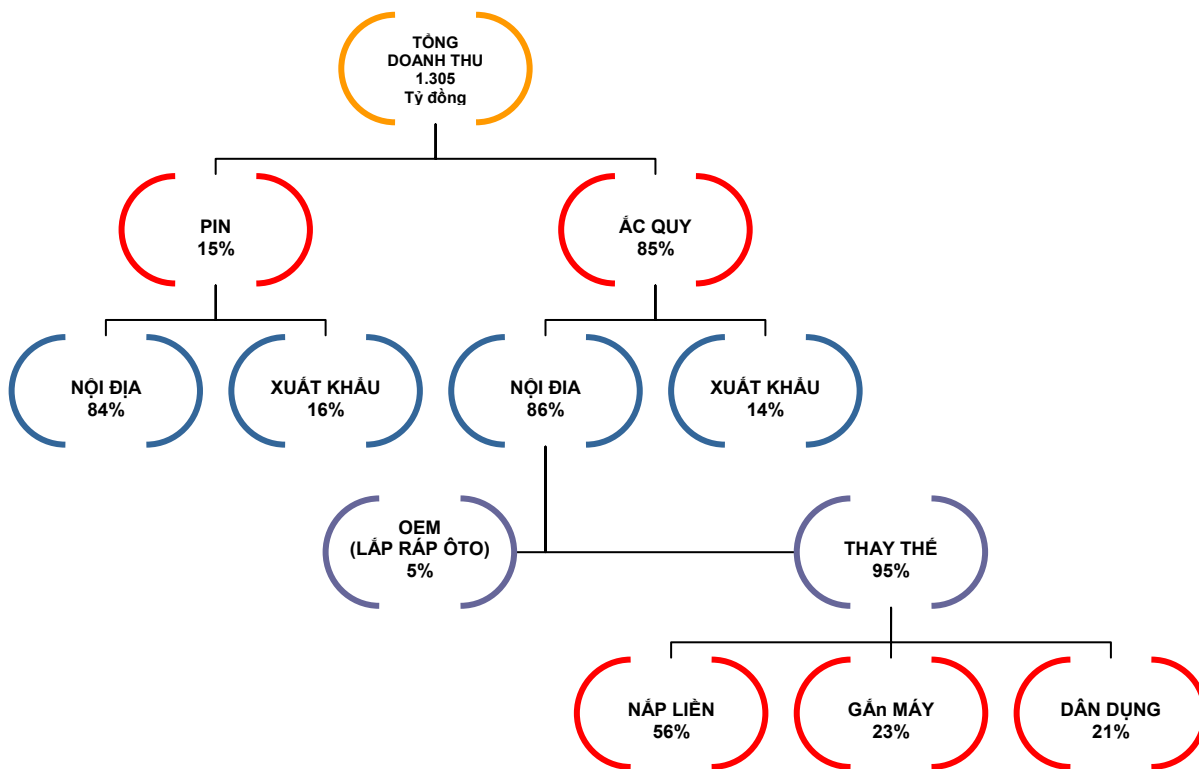 TỔNG
DOANH THU
1.305
Tỷ đồng
PIN
15%
ẮC QUY
85%
NỘI ĐỊA
84%
XUẤT KHẨU
16%
NỘI ĐIA
86%
XUẤT KHẨU
14%
OEM
(LẮP RÁP ÔTO)
5%
THAY THẾ
95%
NẮP LIỀN
56%
GẮn MÁY
23%
DÂN DỤNG
21%